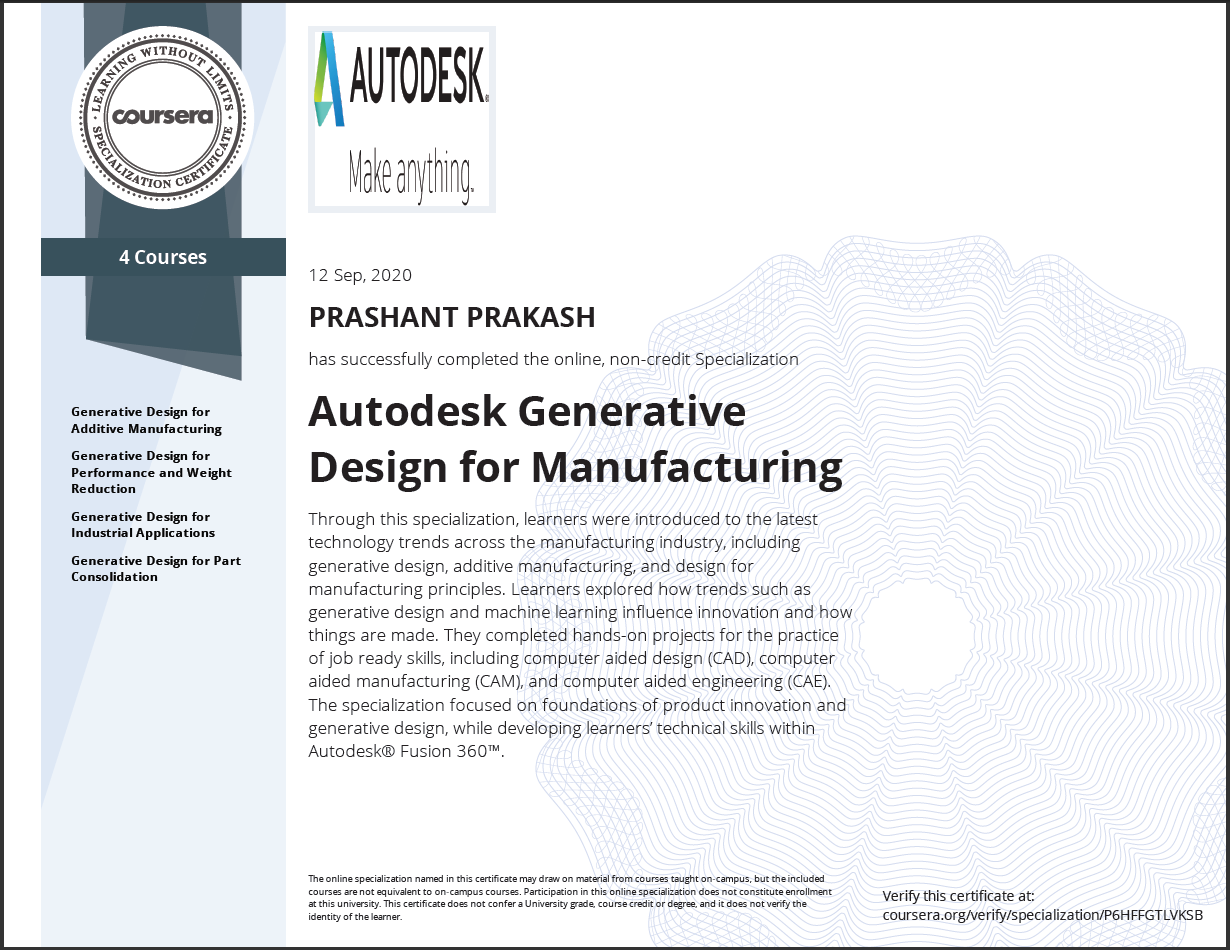 LEARNING WITHOUT LIMITS
coursera
SPECIALIZATION CERTIFICATE
4 Courses
Generative Design for
Additive Manufacturing
Generative Design for
Performance and Weight
Reduction
Generative Design for
Industrial Applications
Generative Design for Part
Consolidation
AUTODESK®
Make anything™
12 Sep, 2020
PRASHANT PRAKASH
has successfully completed the online, non-credit Specialization
Autodesk Generative
Design for Manufacturing
Through this specialization, learners were introduced to the latest
technology trends across the manufacturing industry, including
generative design, additive manufacturing, and design for
manufacturing principles. Learners explored how trends such as
generative design and machine learning influence innovation and how
things are made. They completed hands-on projects for the practice
of job ready skills, including computer aided design (CAD), computer
aided manufacturing (CAM), and computer aided engineering (CAE).
The specialization focused on foundations of product innovation and
generative design, while developing learners’ technical skills within
Autodesk® Fusion 360™.
The online specialization named in this certificate may draw on material from courses taught on-campus, but the included
courses are not equivalent to on-campus courses. Participation in this online specialization does not constitute enrollment
at this university. This certificate does not confer a University grade, course credit or degree, and it does not verify the
identity of the learner.
Verify this certificate at:
coursera.org/verify/specialization/P6HFFGTLVKSB